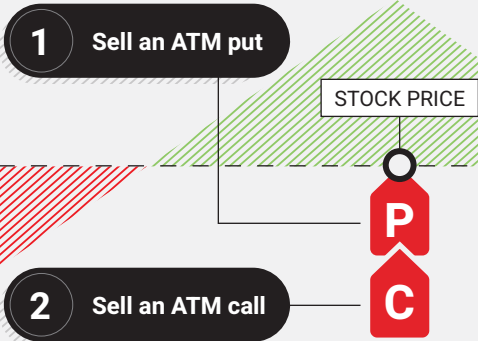 1 Sell an ATM put
STOCK PRICE
P
C
2 Sell an ATM call